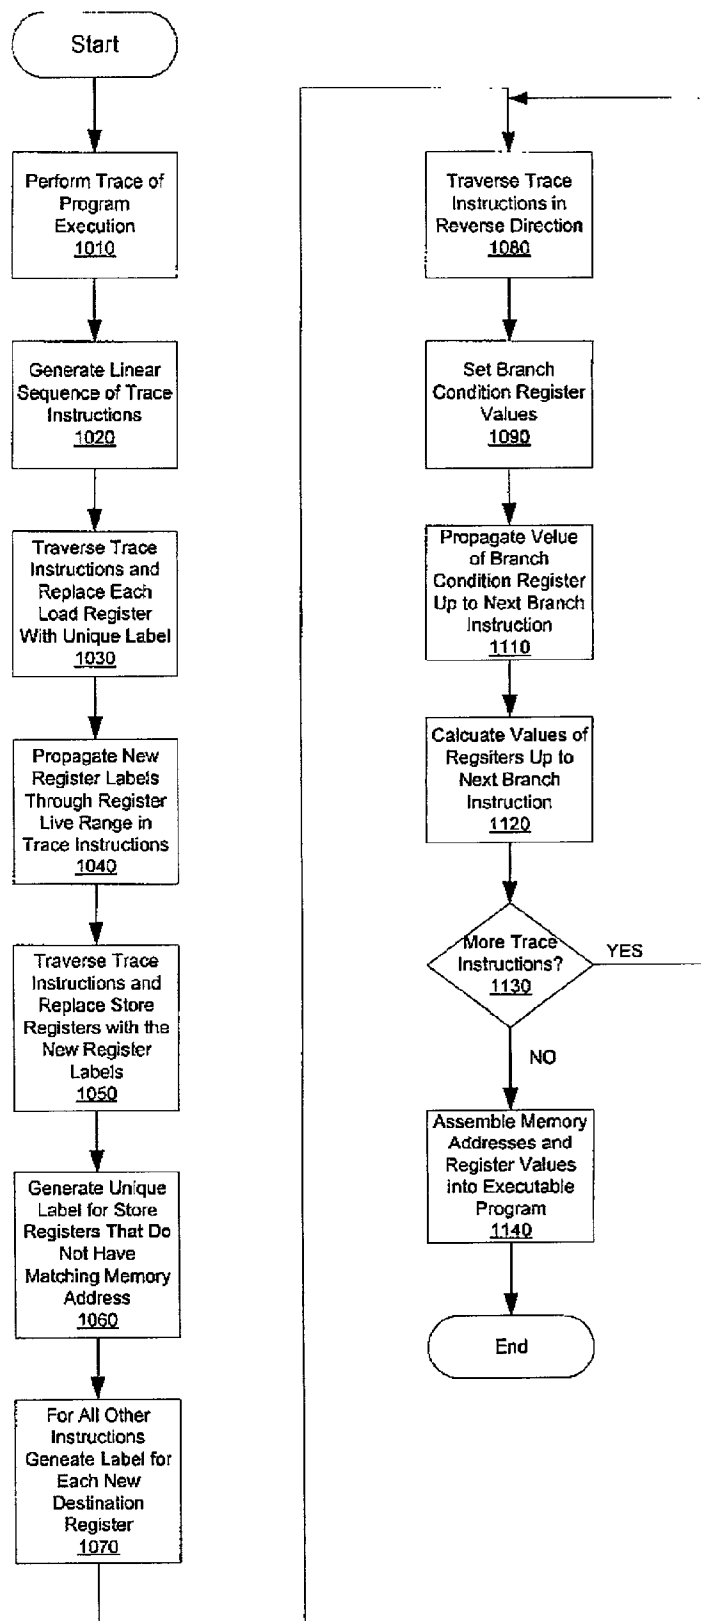 Start
Perform Trace of
Program
Execution
1010
Generate Linear
Sequence of Trace
Instructions
1020
Traverse Trace
Instructions and
Replace Each
Load Register
With Unique Label
1030
Propagate New
Register Labels
Through Register
Live Range in
Trace Instructions
1040
Traverse Trace
Instructions and
Replace Store
Registers with the
New Register
Labels
1050
Generate Unique
Label for Store
Registers That Do
Not Have
Matching Memory
Address
1060
For All Other
Instructions
Geneate Label for
Each New
Destination
Register
1070
Traverse Trace
Instructions in
Reverse Direction
1080
Set Branch
Condition Register
Values
1090
Propagate Velue
of Branch
Condition Register
Up to Next Branch
Instruction
1110
Calcuate Values of
Regsiters Up to
Next Branch
Instruction
1120
More Trace
Instructions?
1130
YES
NO
Assemble Memory
Addresses and
Register Values
into Executable
Program
1140
End